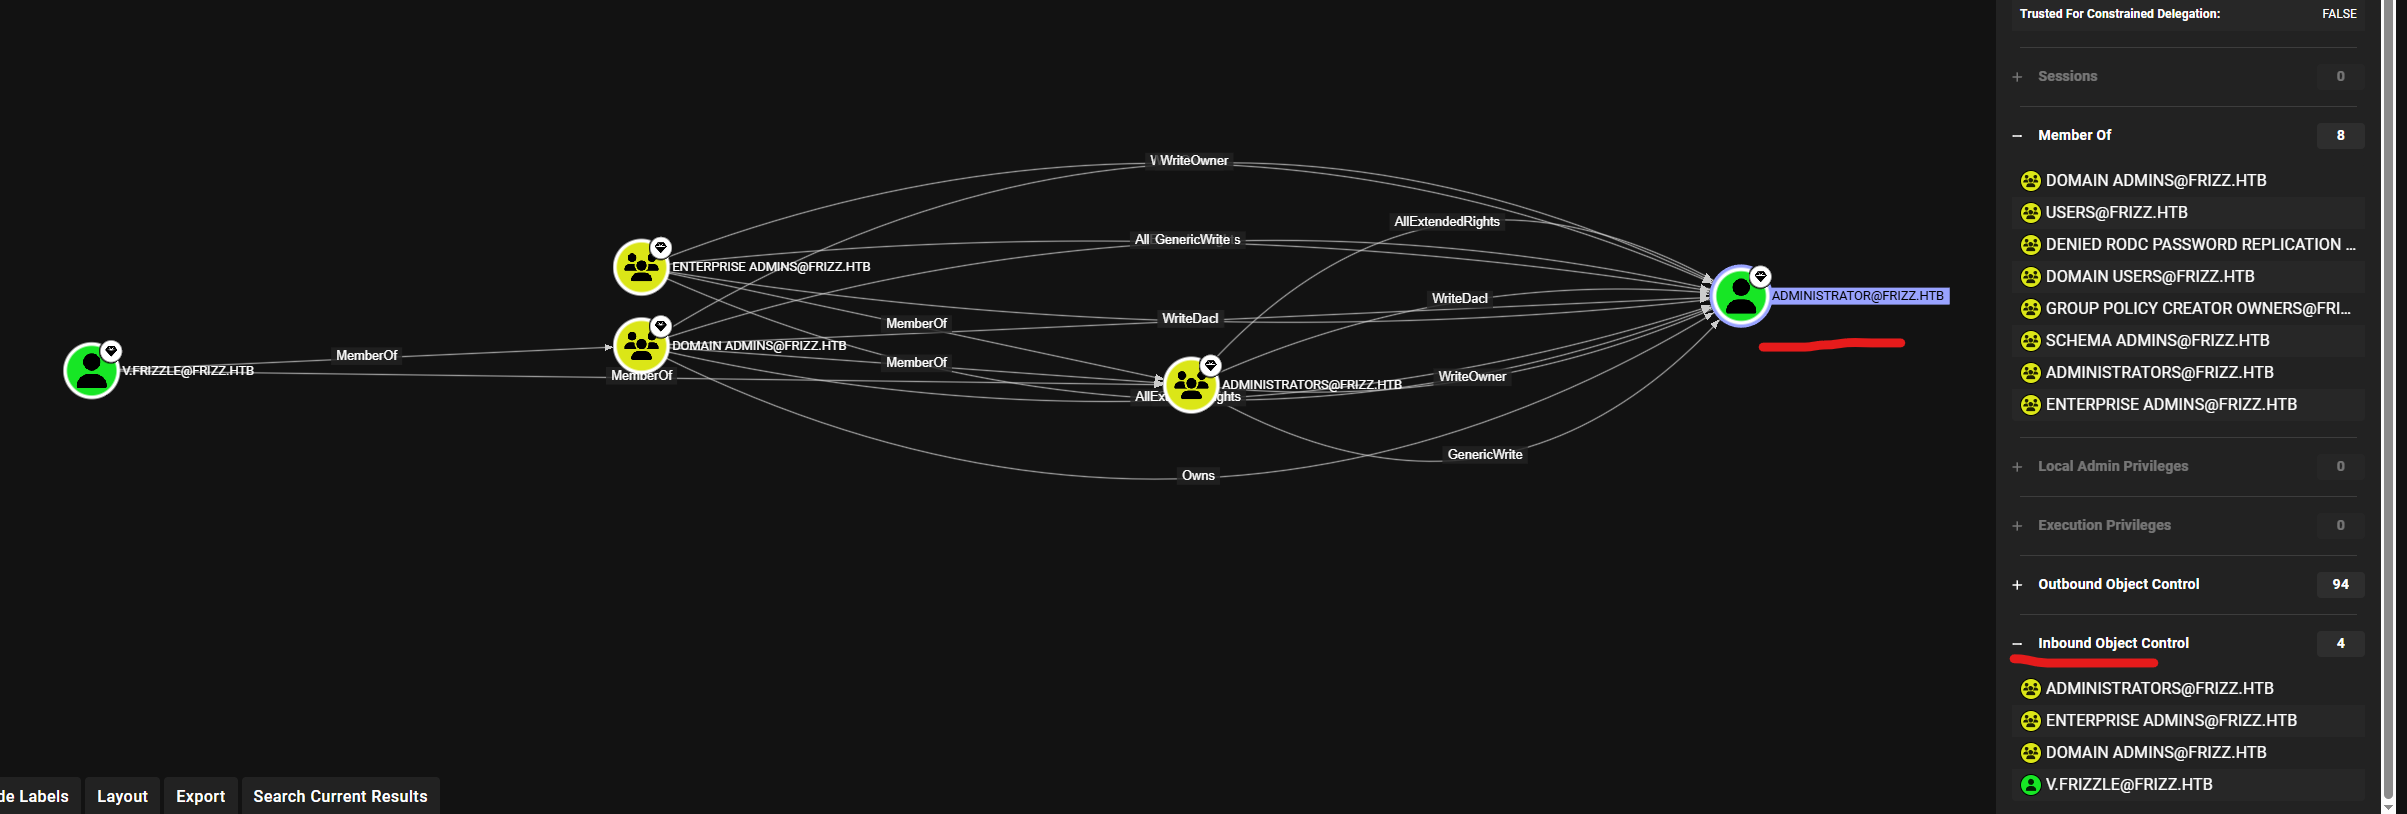 Trusted For Constrained Delegation: FALSE
+ Sessions 0
− Member Of 8
DOMAIN ADMINS@FRIZZ.HTB
USERS@FRIZZ.HTB
DENIED RODC PASSWORD REPLICATION ...
DOMAIN USERS@FRIZZ.HTB
GROUP POLICY CREATOR OWNERS@FRI...
SCHEMA ADMINS@FRIZZ.HTB
ADMINISTRATORS@FRIZZ.HTB
ENTERPRISE ADMINS@FRIZZ.HTB
+ Local Admin Privileges 0
+ Execution Privileges 0
+ Outbound Object Control 94
− Inbound Object Control 4
ADMINISTRATORS@FRIZZ.HTB
ENTERPRISE ADMINS@FRIZZ.HTB
DOMAIN ADMINS@FRIZZ.HTB
V.FRIZZLE@FRIZZ.HTB
WriteOwner
AllExtendedRights
GenericWrite
ENTERPRISE ADMINS@FRIZZ.HTB
ADMINISTRATOR@FRIZZ.HTB
WriteDacl
WriteDacl
MemberOf
DOMAIN ADMINS@FRIZZ.HTB
MemberOf
MemberOf
V.FRIZZLE@FRIZZ.HTB
MemberOf
WriteOwner
ADMINISTRATORS@FRIZZ.HTB
GenericWrite
Owns
de Labels
Layout
Export
Search Current Results